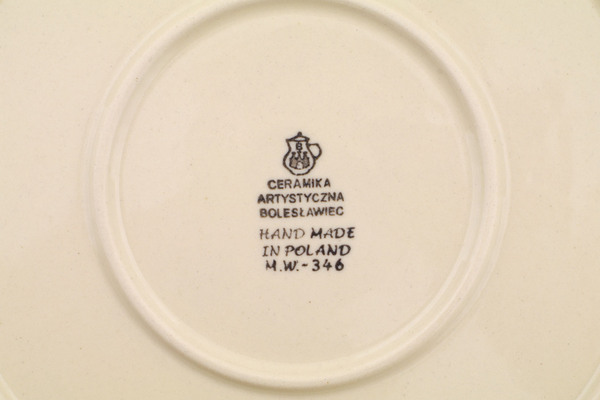 B
CERAMIKA
ARTYSTYCZNA
BOLESŁAWIEC
HAND MADE
IN POLAND
M.W.-346